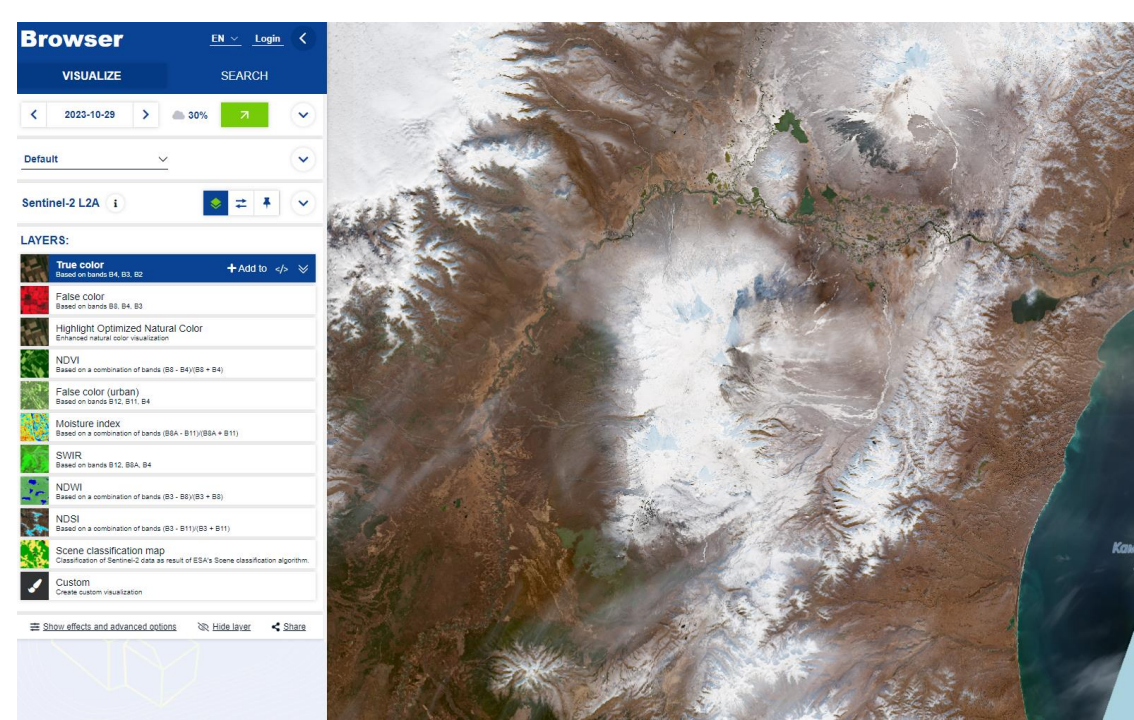 Browser
EN
Login
VISUALIZE
SEARCH
2023-10-29
30%
Default
Sentinel-2 L2A
i
LAYERS:
True color
Based on bands B4, B3, B2
Add to </>
False color
Based on bands B8, B4, B3
Highlight Optimized Natural Color
Enhanced natural color visualization
NDVI
Based on a combination of bands (B8 - B4)/(B8 + B4)
False color (urban)
Based on bands B12, B11, B4
Moisture index
Based on a combination of bands (B8A - B11)/(B8A + B11)
SWIR
Based on bands B12, B8A, B4
NDWI
Based on a combination of bands (B3 - B8)/(B3 + B8)
NDSI
Based on a combination of bands (B3 - B11)/(B3 + B11)
Scene classification map
Classification of Sentinel-2 data as result of ESA's Scene classification algorithm.
Custom
Create custom visualization
Show effects and advanced options
Hide layer
Share